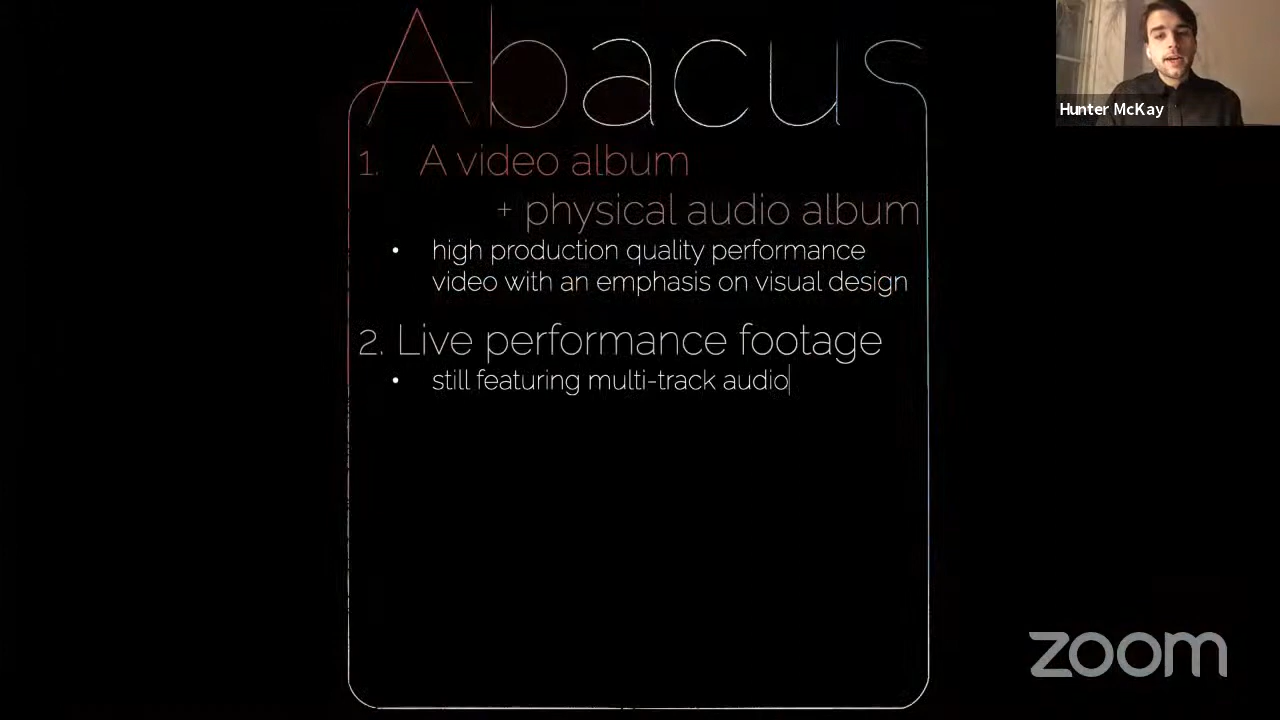 Abacus
Hunter McKay
1. A video album
+ physical audio album
• high production quality performance
video with an emphasis on visual design
2. Live performance footage
• still featuring multi-track audio
zoom